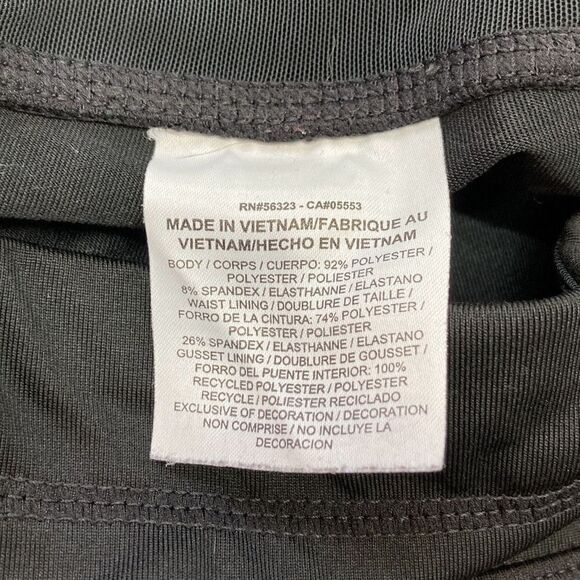 RN#56323 - CA#05553
MADE IN VIETNAM/FABRIQUE AU
VIETNAM/HECHO EN VIETNAM
BODY / CORPS / CUERPO: 92% POLYESTER /
POLYESTER / POLIESTER
8% SPANDEX / ELASTHANNE / ELASTANO
WAIST LINING / DOUBLURE DE TAILLE /
FORRO DE LA CINTURA: 74% POLYESTER /
POLYESTER / POLIESTER
26% SPANDEX / ELASTHANNE / ELASTANO
GUSSET LINING / DOUBLURE DE GOUSSET /
FORRO DEL PUENTE INTERIOR: 100%
RECYCLED POLYESTER / POLYESTER
RECYCLE / POLIESTER RECICLADO
EXCLUSIVE OF DECORATION / DECORATION
NON COMPRISE / NO INCLUYE LA
DECORACION